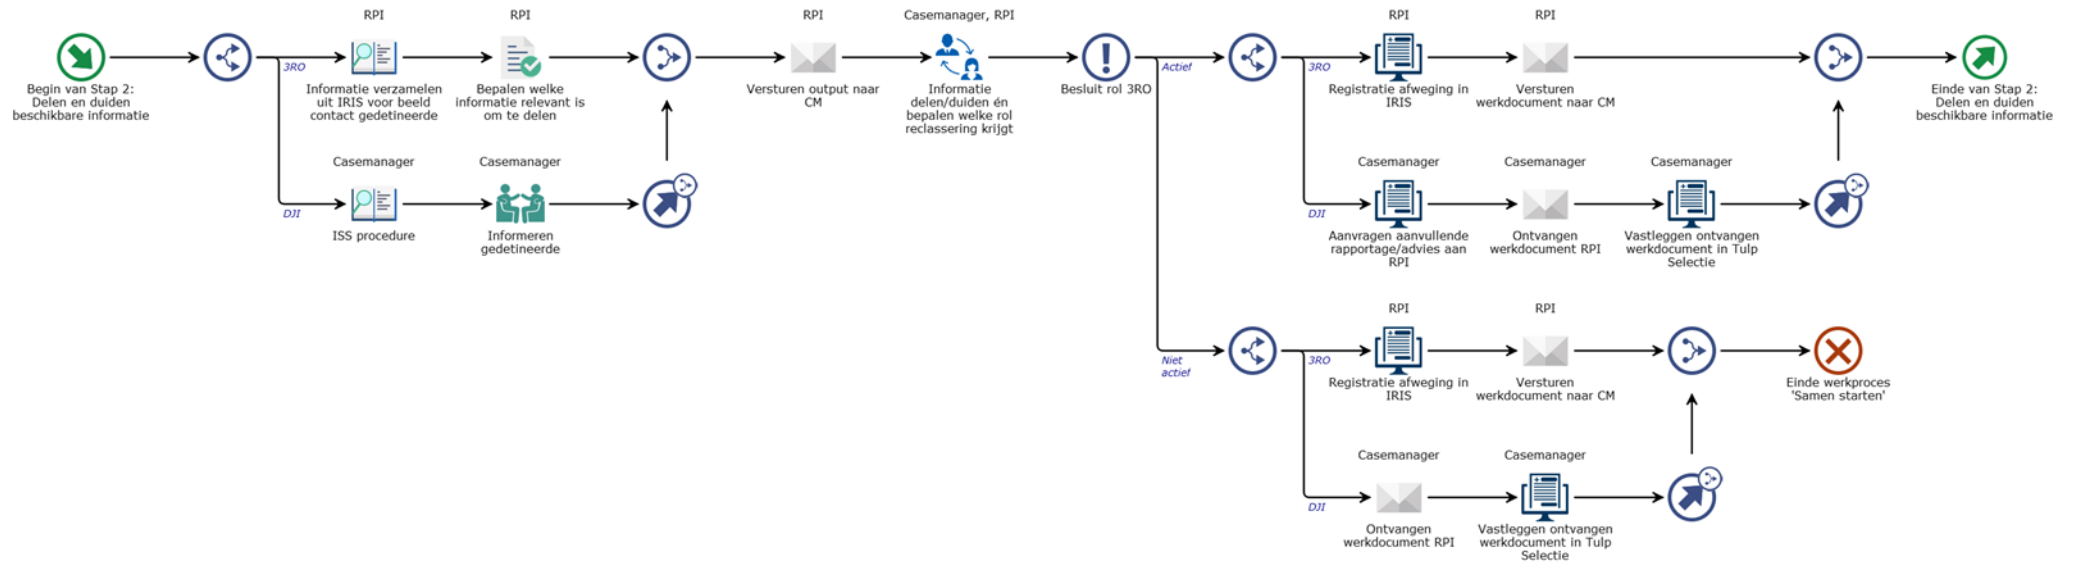 RPI
RPI
RPI
Casemanager, RPI
RPI
RPI
3RO
Actief
3RO
Begin van Stap 2:
Delen en duiden
beschikbare informatie
Informatie verzamelen
uit IRIS voor beeld
contact gedetineerde
Bepalen welke
informatie relevant is
om te delen
Versturen output naar
CM
Informatie
delen/duiden én
bepalen welke rol
reclassering krijgt
Besluit rol 3RO
Registratie afweging in
IRIS
Versturen
werkdocument naar CM
Einde van Stap 2:
Delen en duiden
beschikbare informatie
Casemanager
Casemanager
Casemanager
Casemanager
Casemanager
DJI
DJI
ISS procedure
Informeren
gedetineerde
Aanvragen aanvullende
rapportage/advies aan
RPI
Ontvangen
werkdocument RPI
Vastleggen ontvangen
werkdocument in Tulp
Selectie
RPI
RPI
Niet
actief
3RO
Registratie afweging in
IRIS
Versturen
werkdocument naar CM
Einde werkproces
'Samen starten'
Casemanager
Casemanager
DJI
Ontvangen
werkdocument RPI
Vastleggen ontvangen
werkdocument in Tulp
Selectie